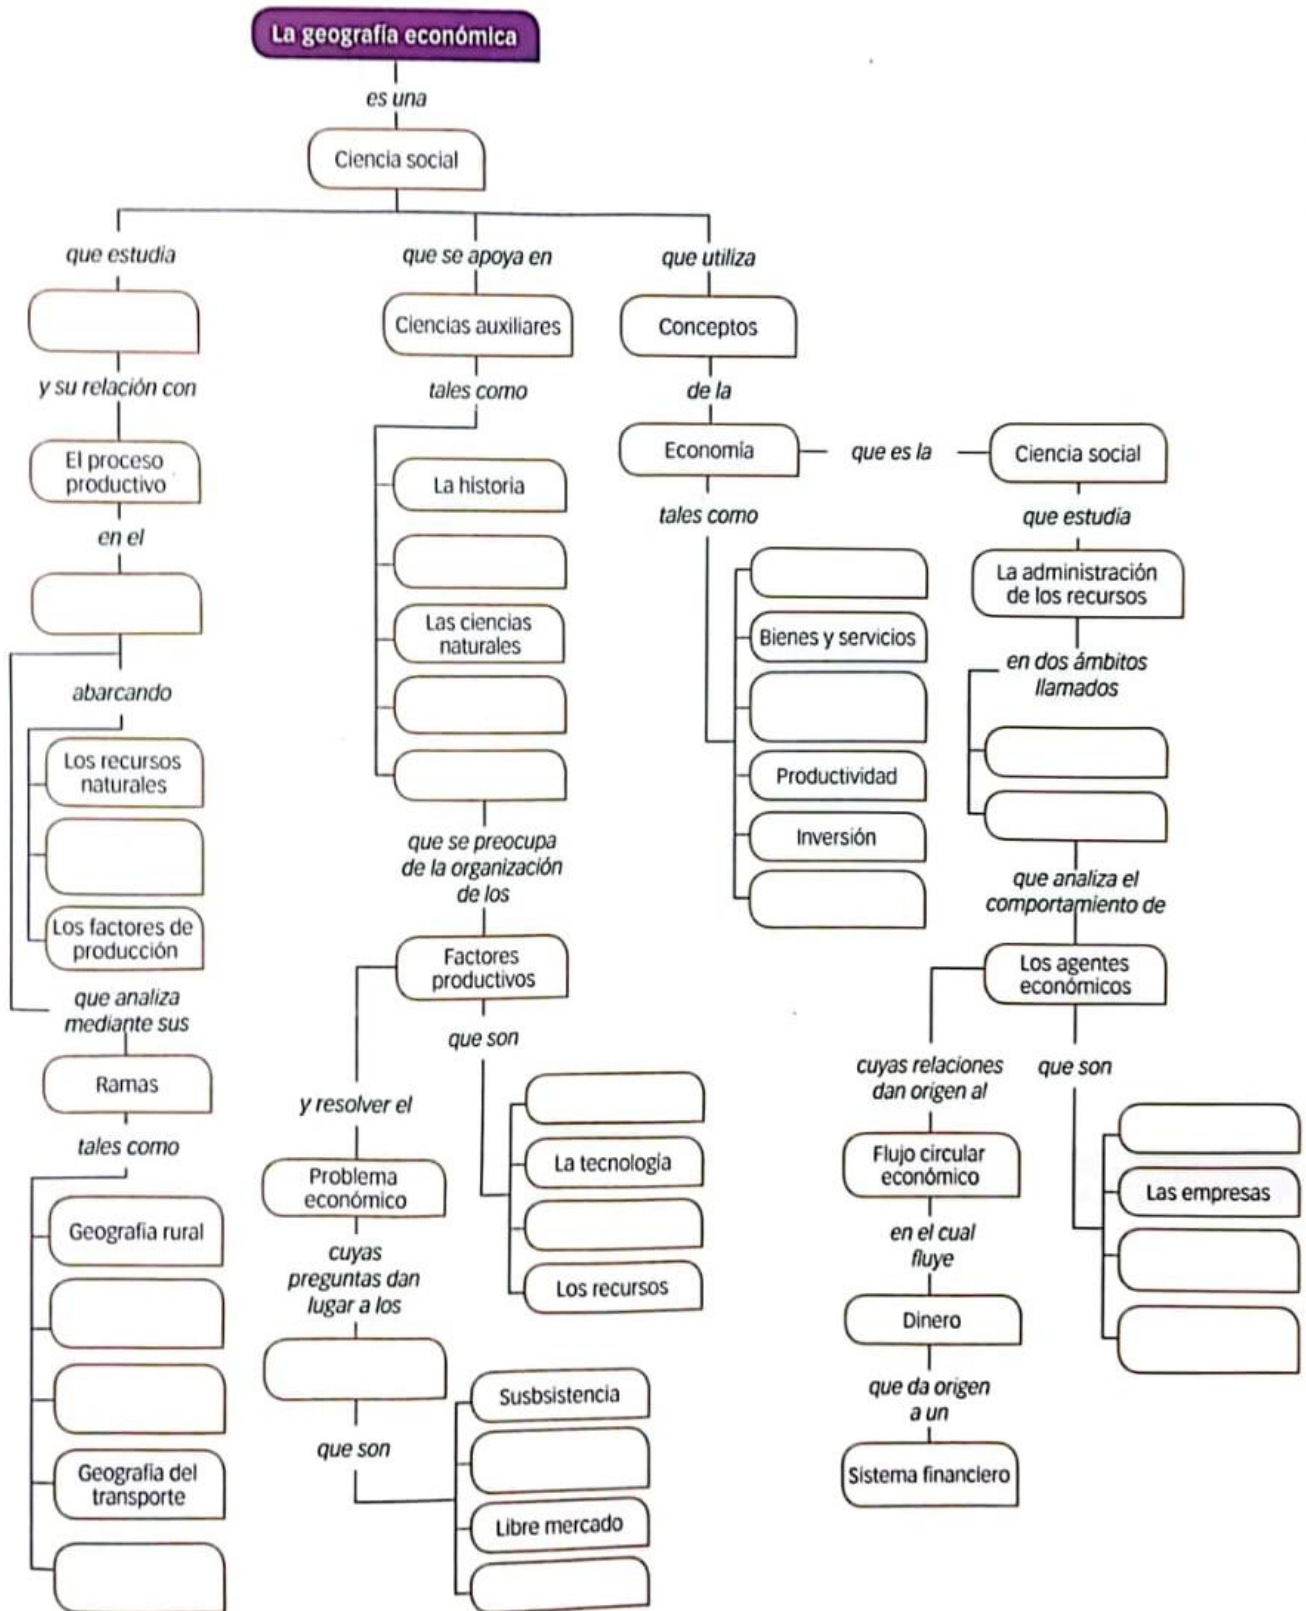 La geografía económica
es una
Ciencia social
que estudia
y su relación con
El proceso
productivo
en el
abarcando
Los recursos
naturales
Los factores de
producción
que analiza
mediante sus
Ramas
tales como
Geografía rural
Geografía del
transporte
que se apoya en
Ciencias auxiliares
tales como
La historia
Las ciencias
naturales
que se preocupa
de la organización
de los
Factores
productivos
que son
La tecnología
Los recursos
y resolver el
Problema
económico
cuyas
preguntas dan
lugar a los
que son
Susbsistencia
Libre mercado
que utiliza
Conceptos
de la
Economía
tales como
Bienes y servicios
Productividad
Inversión
que es la
Ciencia social
que estudia
La administración
de los recursos
en dos ámbitos
llamados
que analiza el
comportamiento de
Los agentes
económicos
cuyas relaciones
dan origen al
Flujo circular
económico
en el cual
fluye
Dinero
que da origen
a un
Sistema financiero
que son
Las empresas